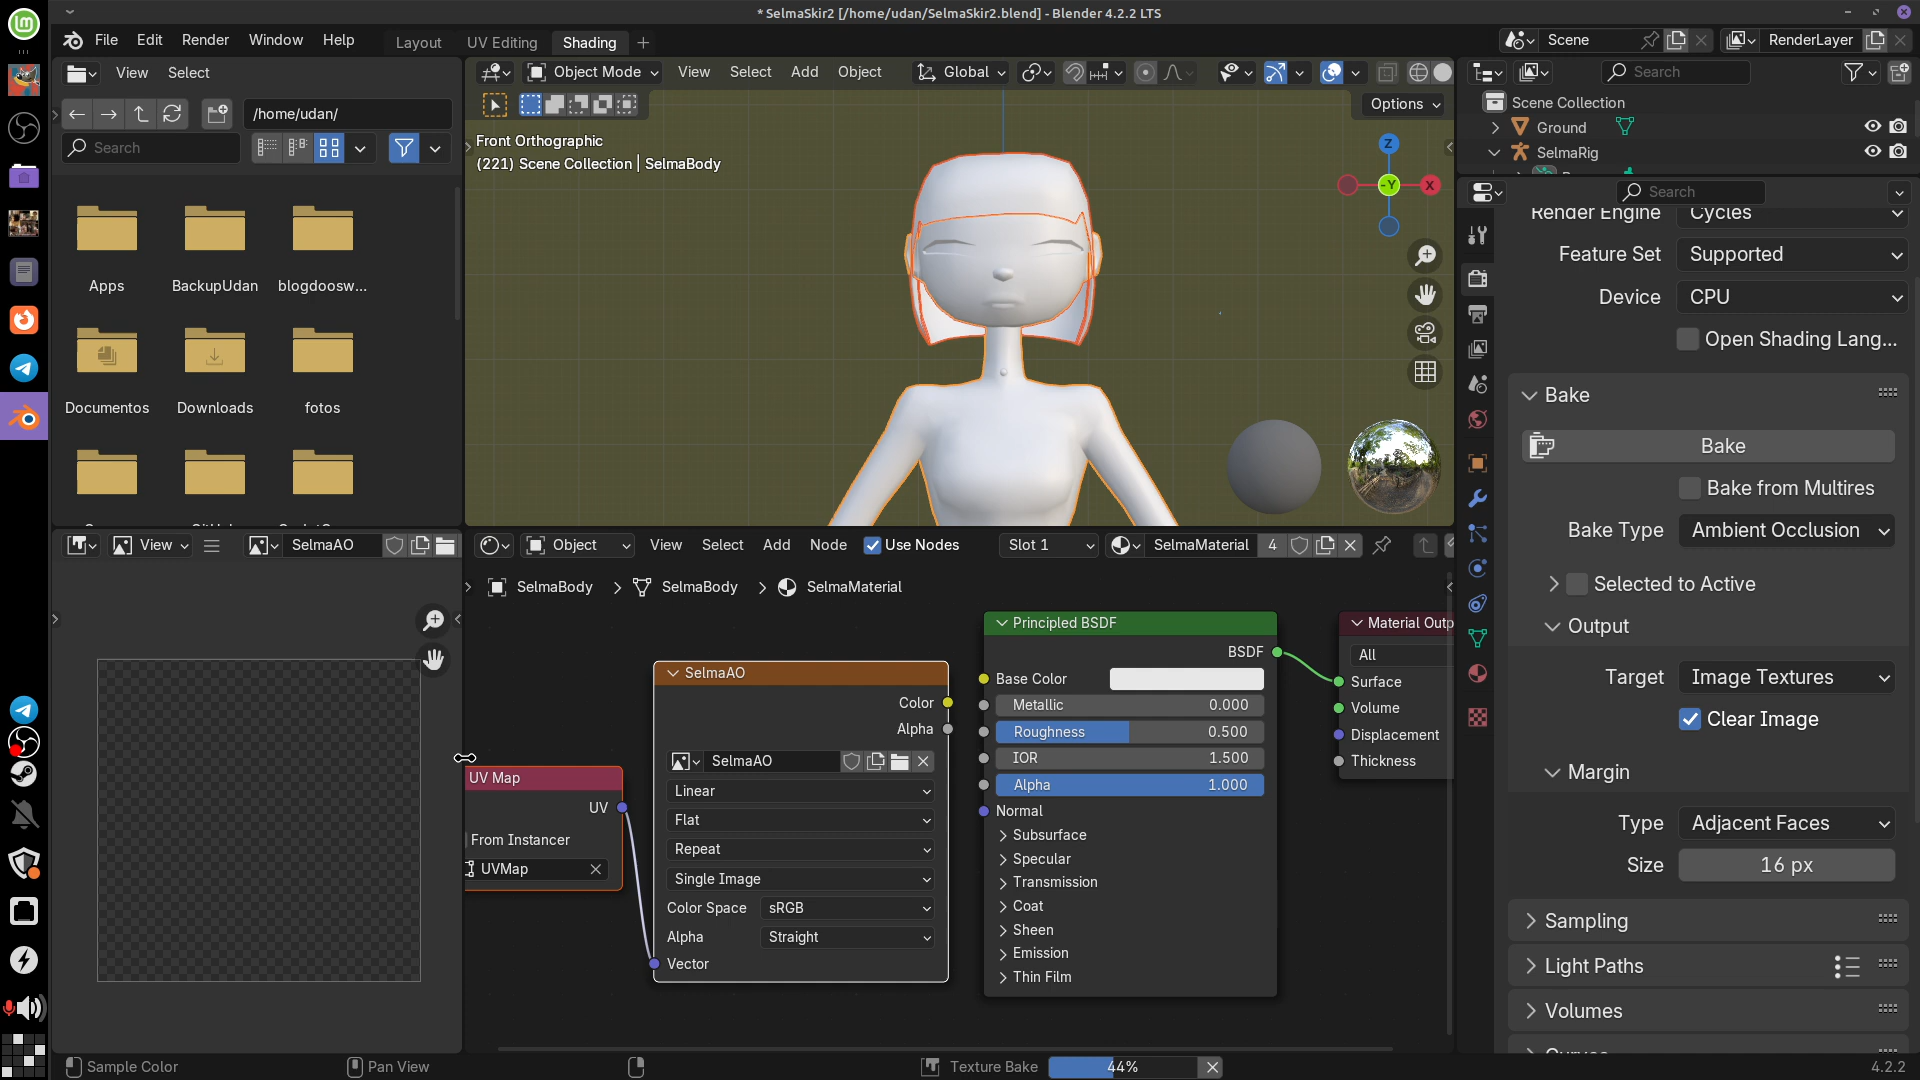 * SelmaSkir2 [/home/udan/SelmaSkir2.blend] - Blender 4.2.2 LTS
File Edit Render Window Help
Layout UV Editing Shading
Scene
RenderLayer
View Select
/home/udan/
Search
Apps BackupUdan blogdoosw...
Documentos Downloads fotos
Object Mode View Select Add Object Global
Options
Front Orthographic
(221) Scene Collection | SelmaBody
Z
-Y X
Search
Scene Collection
Ground
SelmaRig
Search
Render Engine Cycles
Feature Set Supported
Device CPU
Open Shading Lang...
Bake
Bake
Bake from Multires
Bake Type Ambient Occlusion
Selected to Active
Output
Target Image Textures
Clear Image
Margin
Type Adjacent Faces
Size 16 px
Sampling
Light Paths
Volumes
View SelmaAO
Object View Select Add Node Use Nodes Slot 1 SelmaMaterial 4
SelmaBody SelmaBody SelmaMaterial
UV Map
UV
From Instancer
UVMap
SelmaAO
Color
Alpha
SelmaAO
Linear
Flat
Repeat
Single Image
Color Space sRGB
Alpha Straight
Vector
Principled BSDF
BSDF
Base Color
Metallic 0.000
Roughness 0.500
IOR 1.500
Alpha 1.000
Normal
Subsurface
Specular
Transmission
Coat
Sheen
Emission
Thin Film
Material Outp
All
Surface
Volume
Displacement
Thickness
Sample Color Pan View Texture Bake 44% 4.2.2